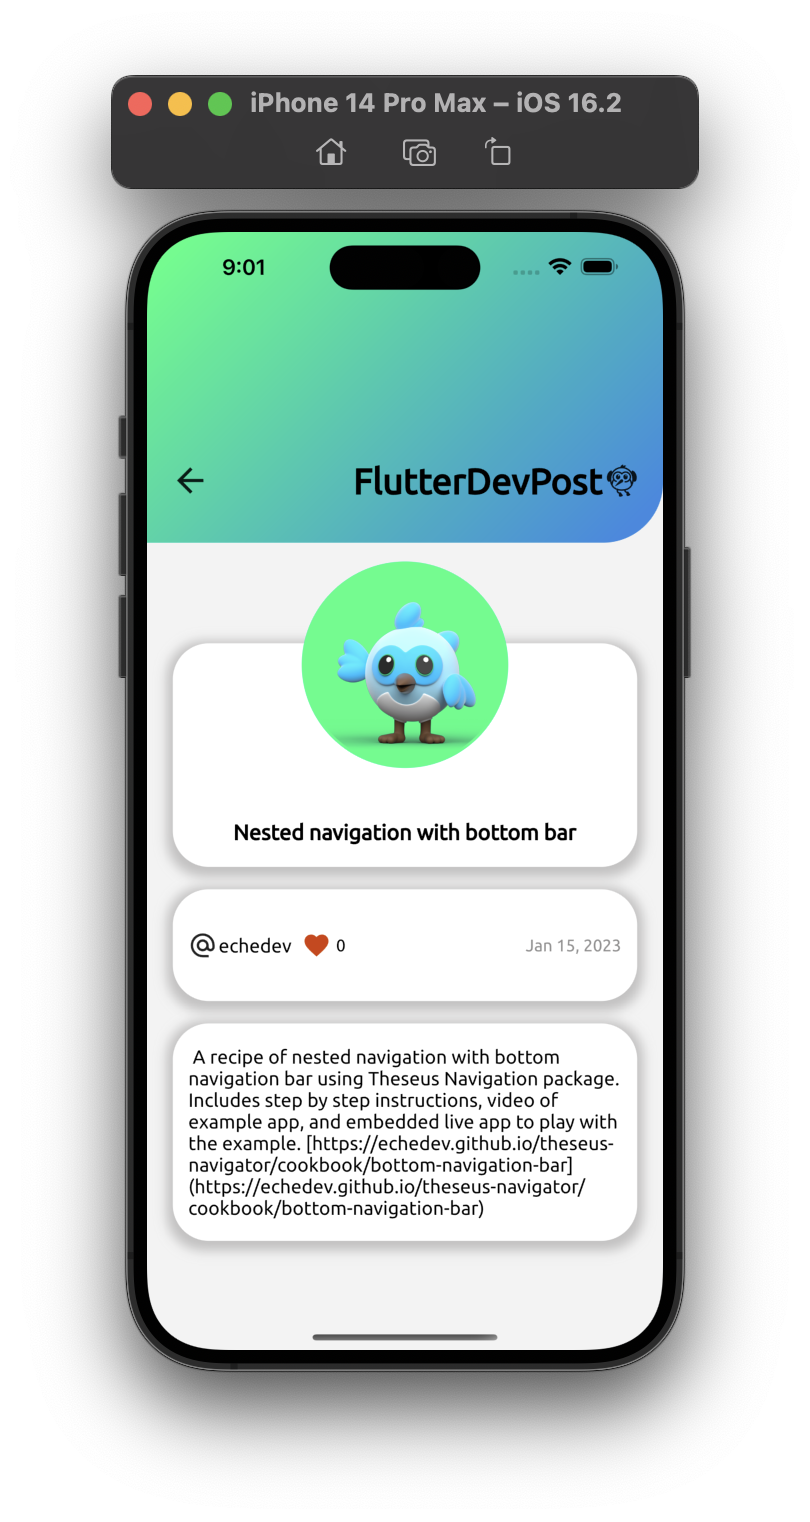 iPhone 14 Pro Max – iOS 16.2
9:01
FlutterDevPost
Nested navigation with bottom bar
@echedev 0 Jan 15, 2023
A recipe of nested navigation with bottom
navigation bar using Theseus Navigation package.
Includes step by step instructions, video of
example app, and embedded live app to play with
the example. [https://echedev.github.io/theseus-
navigator/cookbook/bottom-navigation-bar]
(https://echedev.github.io/theseus-navigator/
cookbook/bottom-navigation-bar)